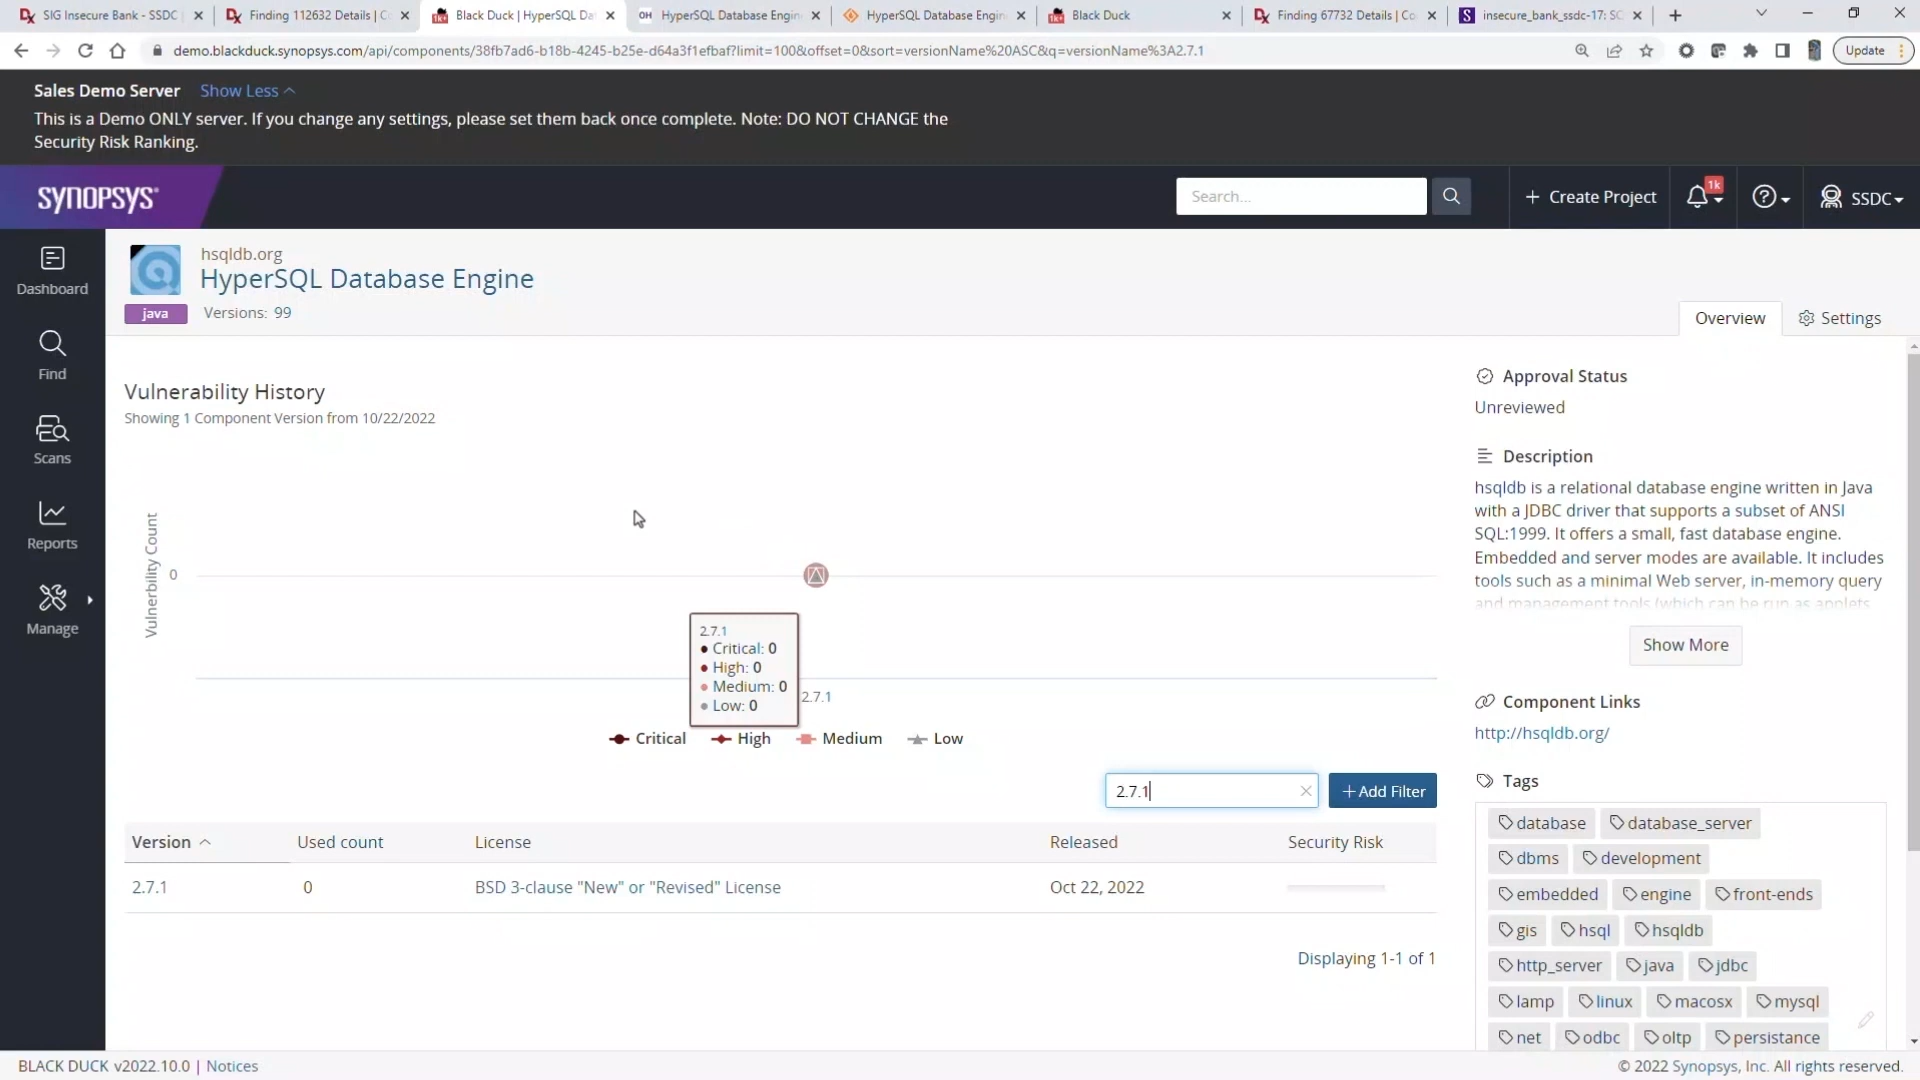 SIG Insecure Bank - SSDC
Finding 112632 Details | C
Black Duck | HyperSQL Da
HyperSQL Database Engin
HyperSQL Database Engin
Black Duck
Finding 67732 Details | Co
insecure_bank_ssdc-17: SC
demo.blackduck.synopsys.com/api/components/38fb7ad6-b18b-4245-b25e-d64a3f1efbaf?limit=100&offset=0&sort=versionName%20ASC&q=versionName%3A2.7.1
Update
Sales Demo Server Show Less
This is a Demo ONLY server. If you change any settings, please set them back once complete. Note: DO NOT CHANGE the
Security Risk Ranking.
SYNOPSYS®
Search...
+ Create Project
1k
SSDC
Dashboard
Find
Scans
Reports
Manage
hsqldb.org
HyperSQL Database Engine
java
Versions: 99
Overview
Settings
Vulnerability History
Showing 1 Component Version from 10/22/2022
Vulnerbility Count
0
2.7.1
Critical: 0
High: 0
Medium: 0
Low: 0
2.7.1
Critical High Medium Low
2.7.1
+ Add Filter
Version Used count License Released Security Risk
2.7.1 0 BSD 3-clause "New" or "Revised" License Oct 22, 2022
Displaying 1-1 of 1
Approval Status
Unreviewed
Description
hsqldb is a relational database engine written in Java
with a JDBC driver that supports a subset of ANSI
SQL:1999. It offers a small, fast database engine.
Embedded and server modes are available. It includes
tools such as a minimal Web server, in-memory query
and management tools (which can be run as applets
Show More
Component Links
http://hsqldb.org/
Tags
database database_server
dbms development
embedded engine front-ends
gis hsql hsqldb
http_server java jdbc
lamp linux macosx mysql
net odbc oltp persistance
BLACK DUCK v2022.10.0 | Notices
© 2022 Synopsys, Inc. All rights reserved.